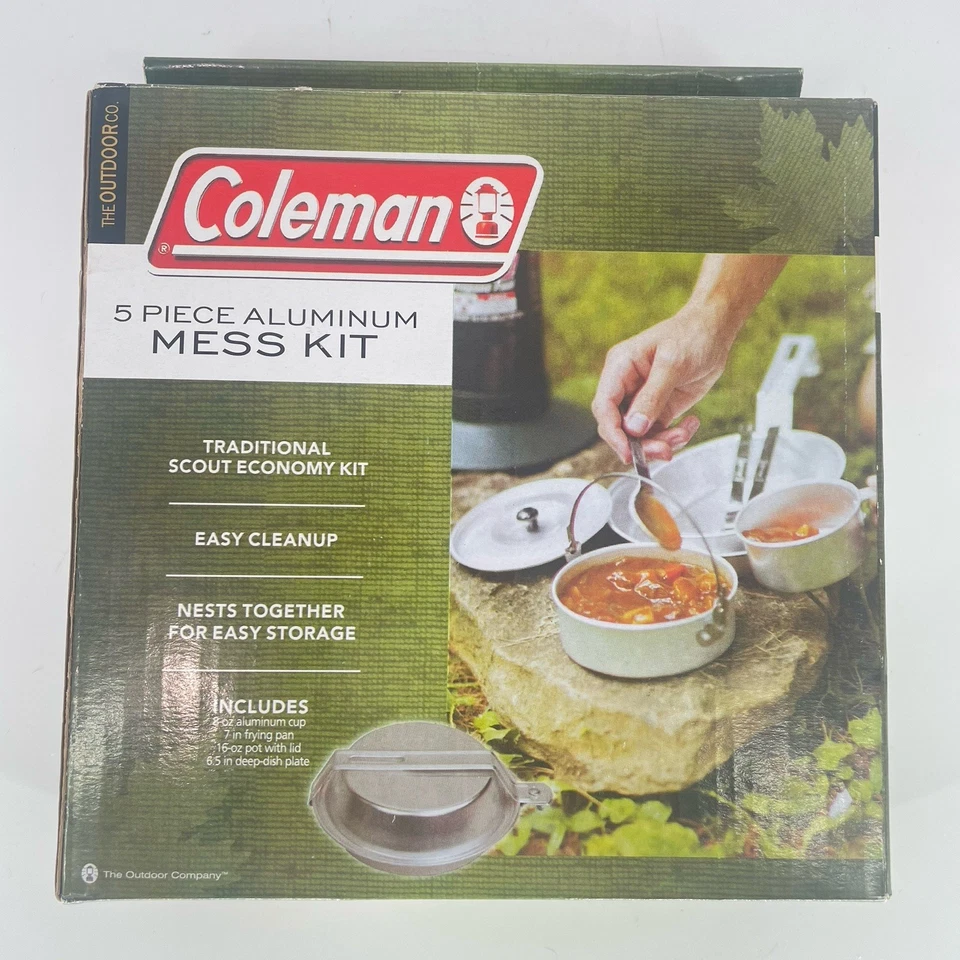 THE OUTDOOR CO.
Coleman
®
5 PIECE ALUMINUM
MESS KIT
TRADITIONAL
SCOUT ECONOMY KIT
EASY CLEANUP
NESTS TOGETHER
FOR EASY STORAGE
INCLUDES
8-oz aluminum cup
7 in frying pan
16-oz pot with lid
6.5 in deep-dish plate
The Outdoor Company™